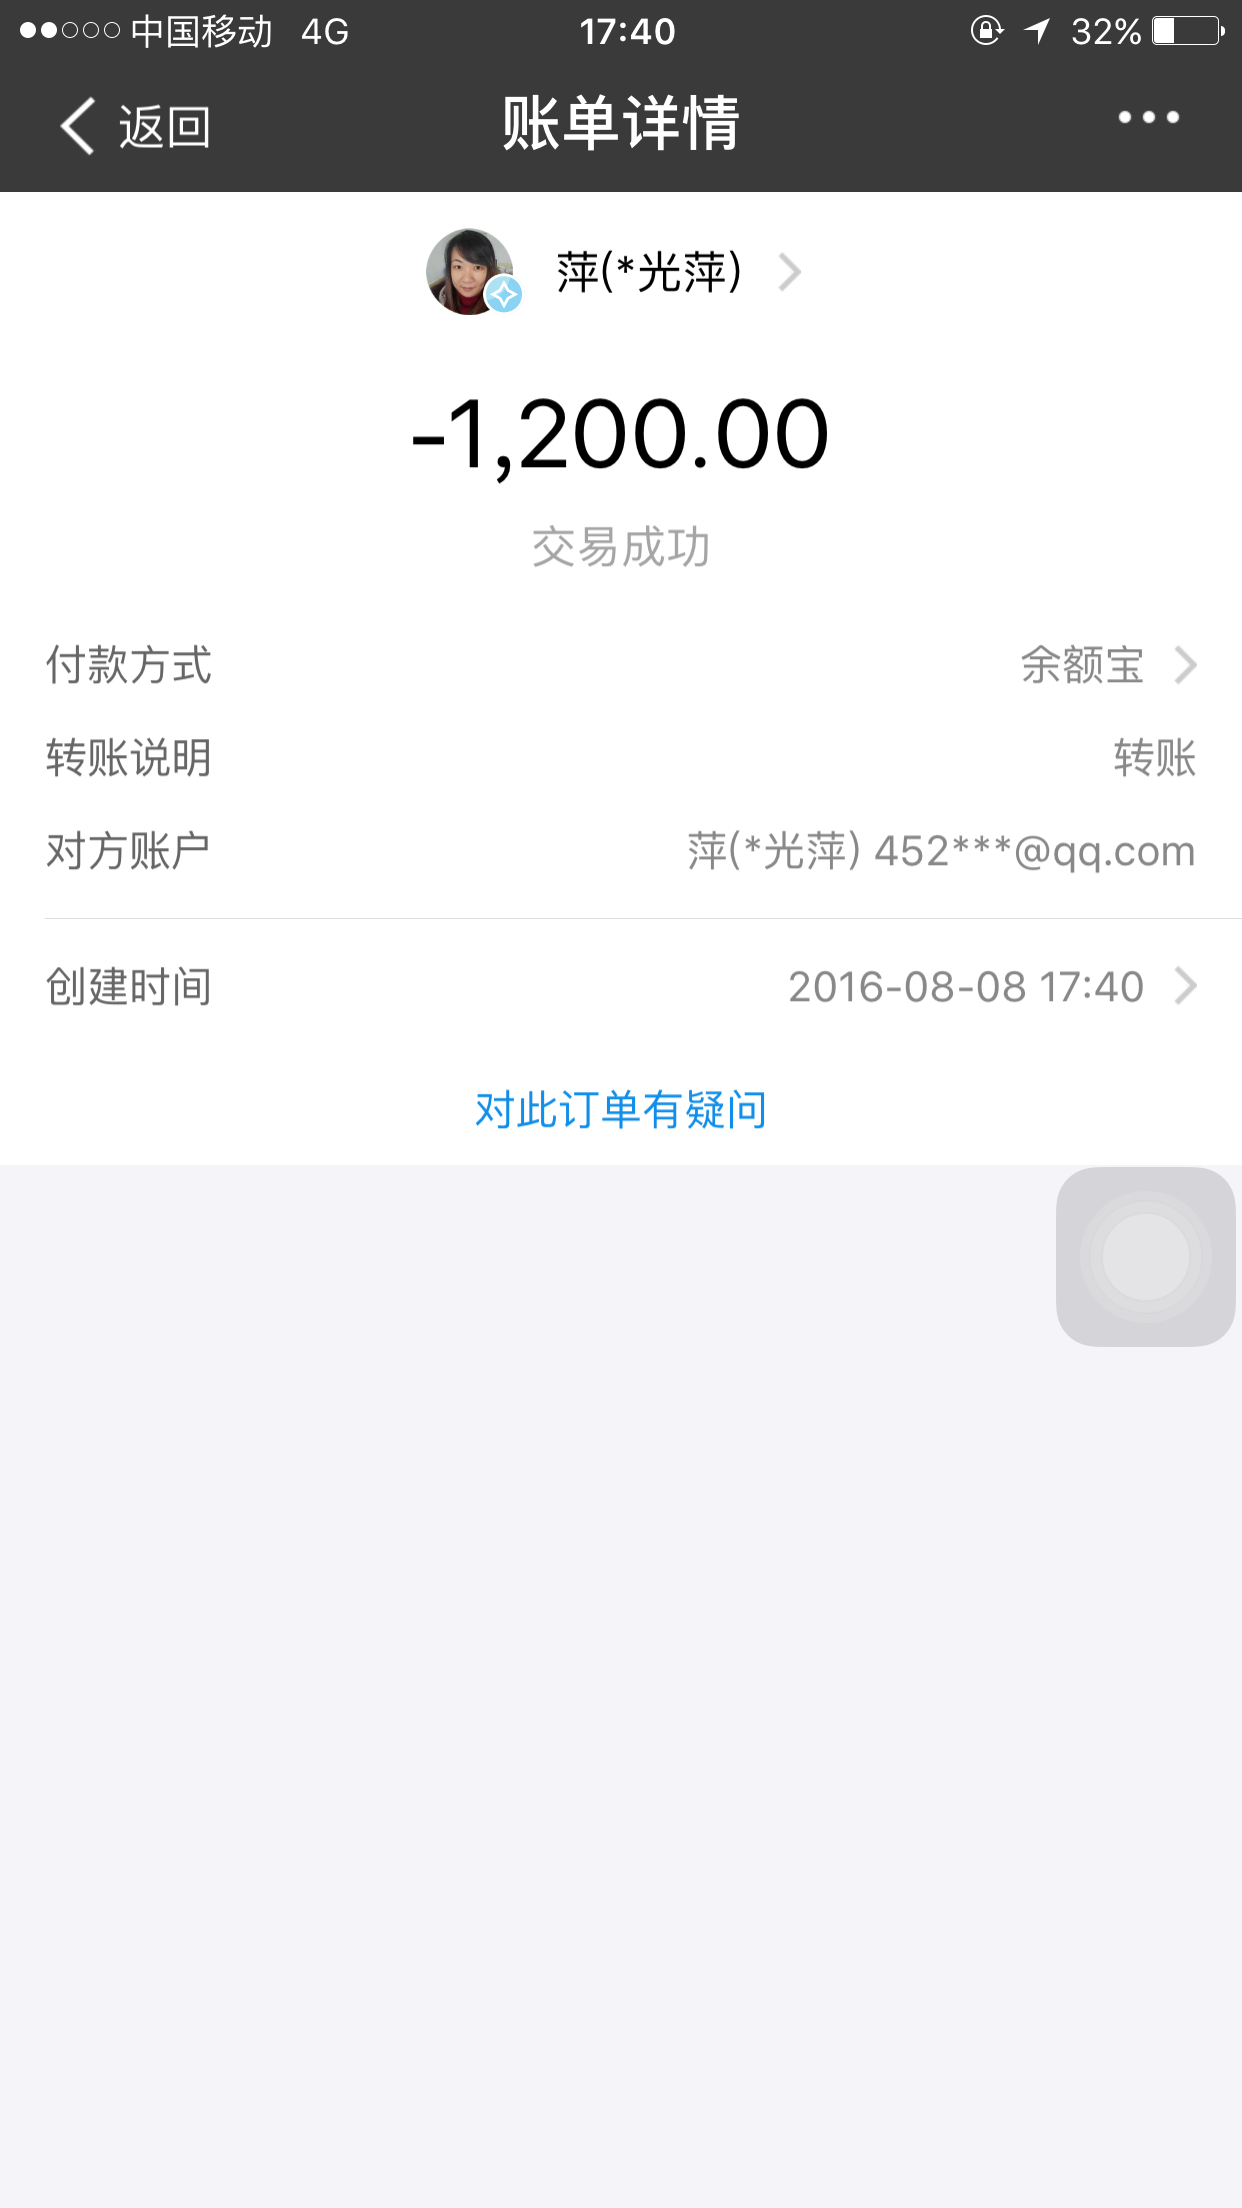 中国移动 4G 17:40 32%
返回 账单详情
萍(*光萍)
-1,200.00
交易成功
付款方式 余额宝
转账说明 转账
对方账户 萍(*光萍) 452***@qq.com
创建时间 2016-08-08 17:40
对此订单有疑问